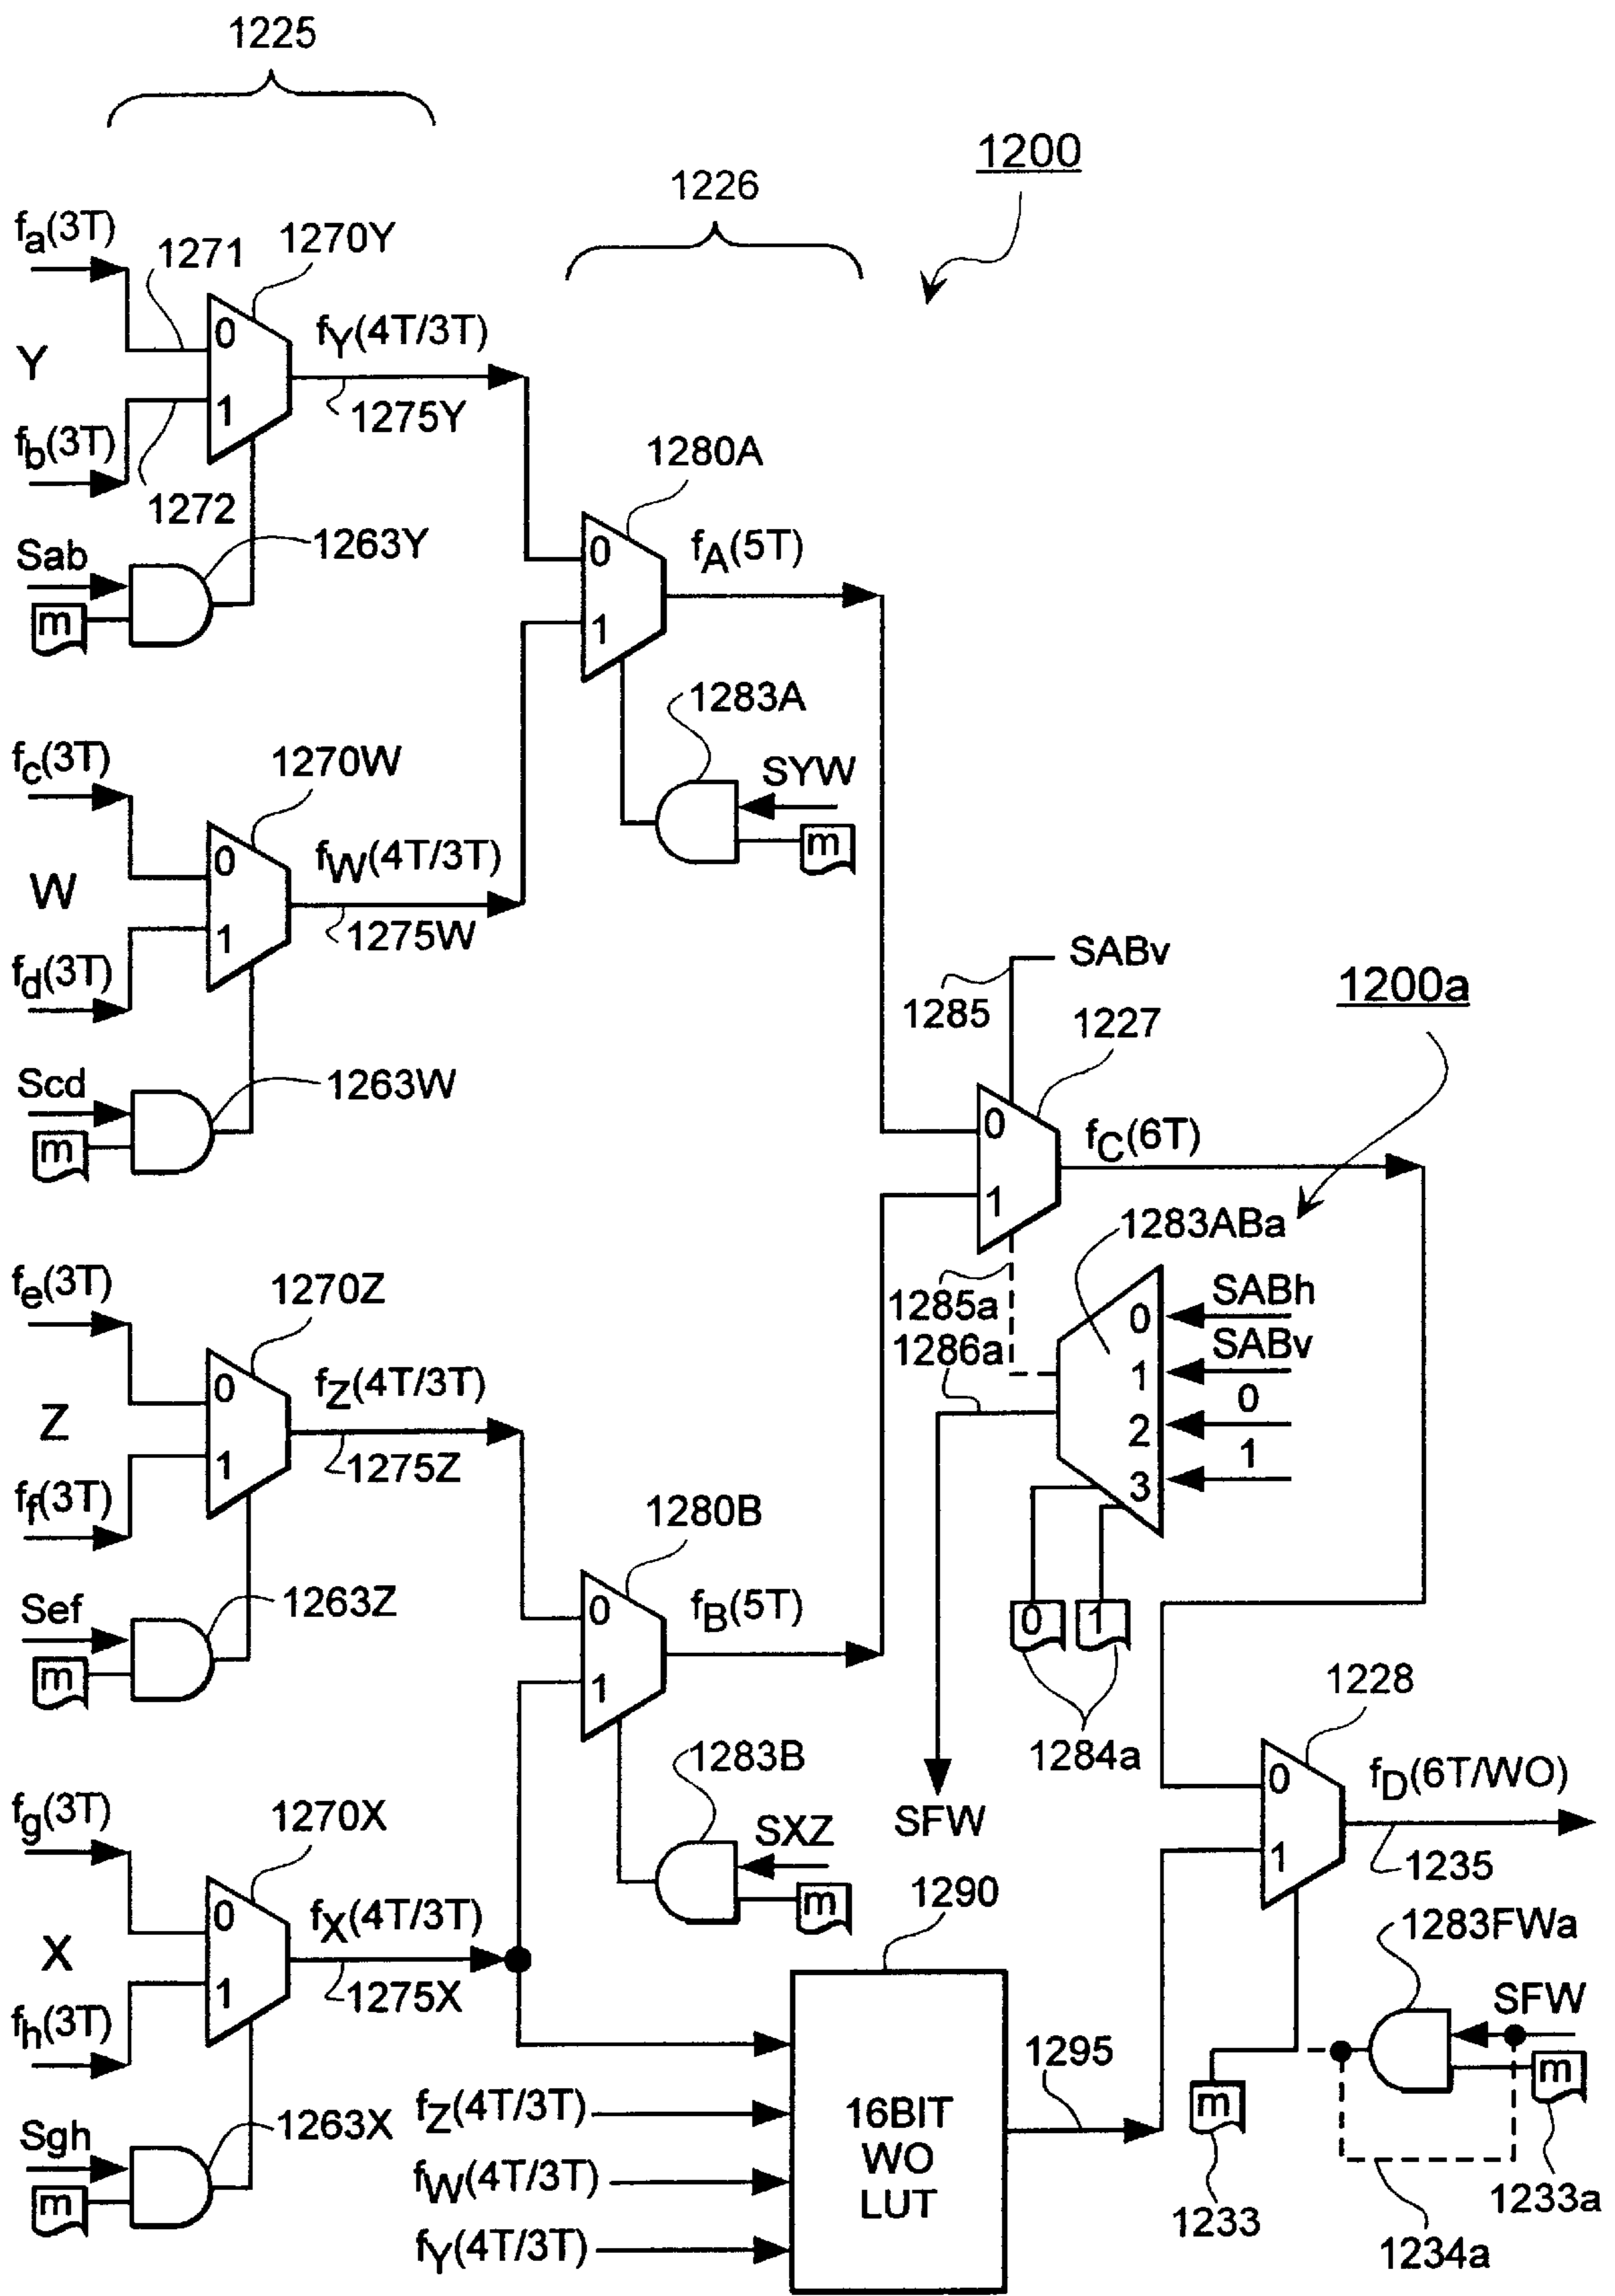 1225
1200
1226
fa(3T)
1271
1270Y
0
fY(4T/3T)
Y
1
1275Y
fb(3T)
1272
1280A
Sab
1263Y
0
fA(5T)
m
1
1283A
fc(3T)
1270W
SYW
m
0
fW(4T/3T)
W
1
1275W
SABv
fd(3T)
1285
1200a
1227
Scd
1263W
0
fC(6T)
m
1
1283ABa
fe(3T)
1270Z
1285a
0
SABh
1286a
SABv
0
fZ(4T/3T)
1
0
Z
2
1
1
1275Z
3
ff(3T)
1280B
Sef
1263Z
0
fB(5T)
0
1
m
1
1228
1283B
1284a
fg(3T)
1270X
0
fD(6T/WO)
SXZ
SFW
1
1235
m
1290
0
fX(4T/3T)
1283FWa
X
1
1275X
SFW
fh(3T)
1295
m
m
Sgh
1263X
fZ(4T/3T)
16BIT
WO
LUT
m
fW(4T/3T)
1233
1233a
fY(4T/3T)
1234a